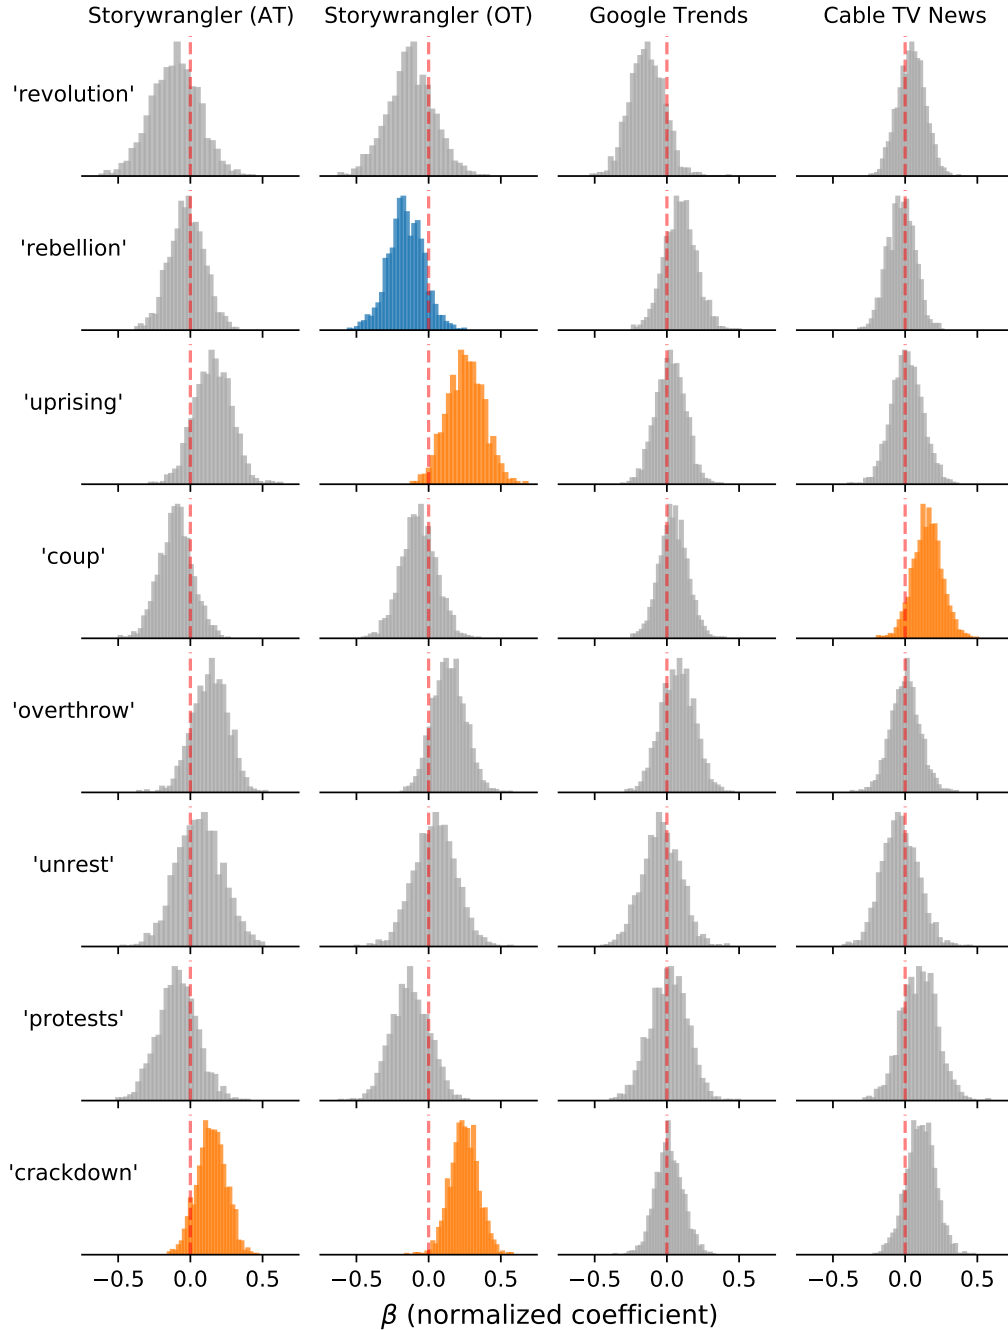 Storywrangler (AT) Storywrangler (OT) Google Trends Cable TV News
'revolution'
'rebellion'
'uprising'
'coup'
'overthrow'
'unrest'
'protests'
'crackdown'
−0.5 0.0 0.5 −0.5 0.0 0.5 −0.5 0.0 0.5 −0.5 0.0 0.5
β (normalized coefficient)